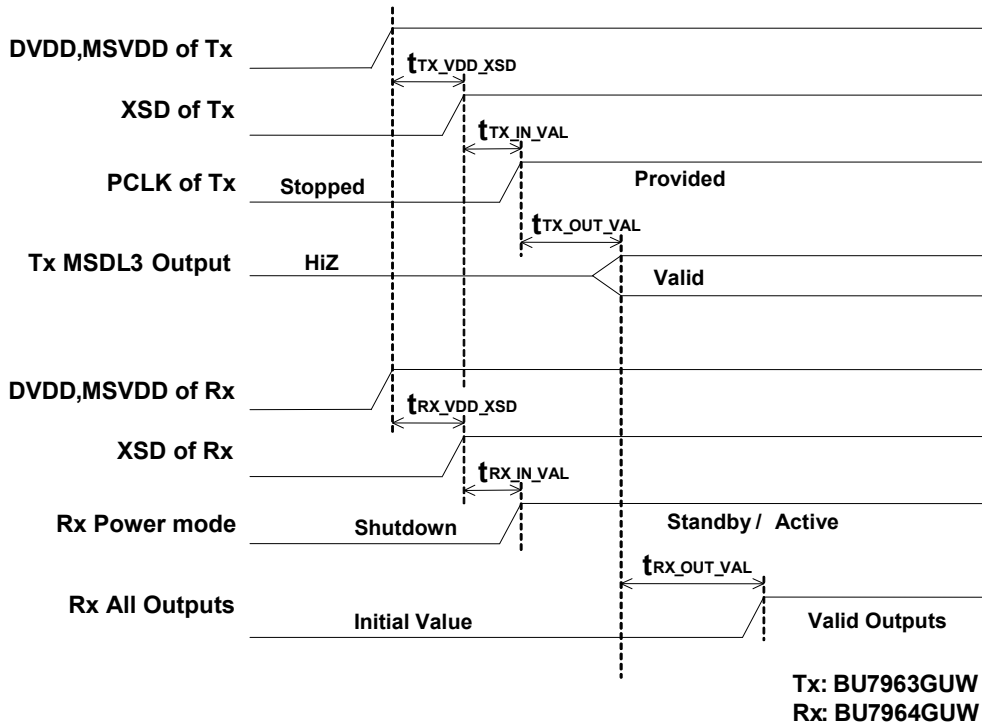 DVDD,MSVDD of Tx
tTX_VDD_XSD
XSD of Tx
tTX_IN_VAL
PCLK of Tx
Stopped
Provided
tTX_OUT_VAL
Tx MSDL3 Output
HiZ
Valid
DVDD,MSVDD of Rx
tRX_VDD_XSD
XSD of Rx
tRX_IN_VAL
Rx Power mode
Shutdown
Standby / Active
tRX_OUT_VAL
Rx All Outputs
Initial Value
Valid Outputs
Tx: BU7963GUW
Rx: BU7964GUW